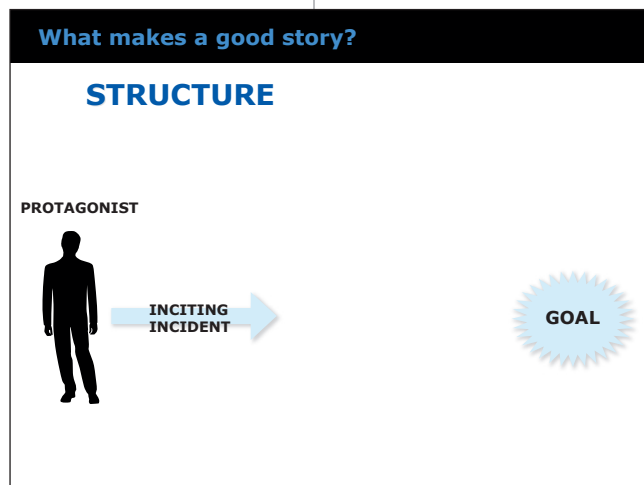 What makes a good story?
STRUCTURE
PROTAGONIST
INCITING
INCIDENT
GOAL